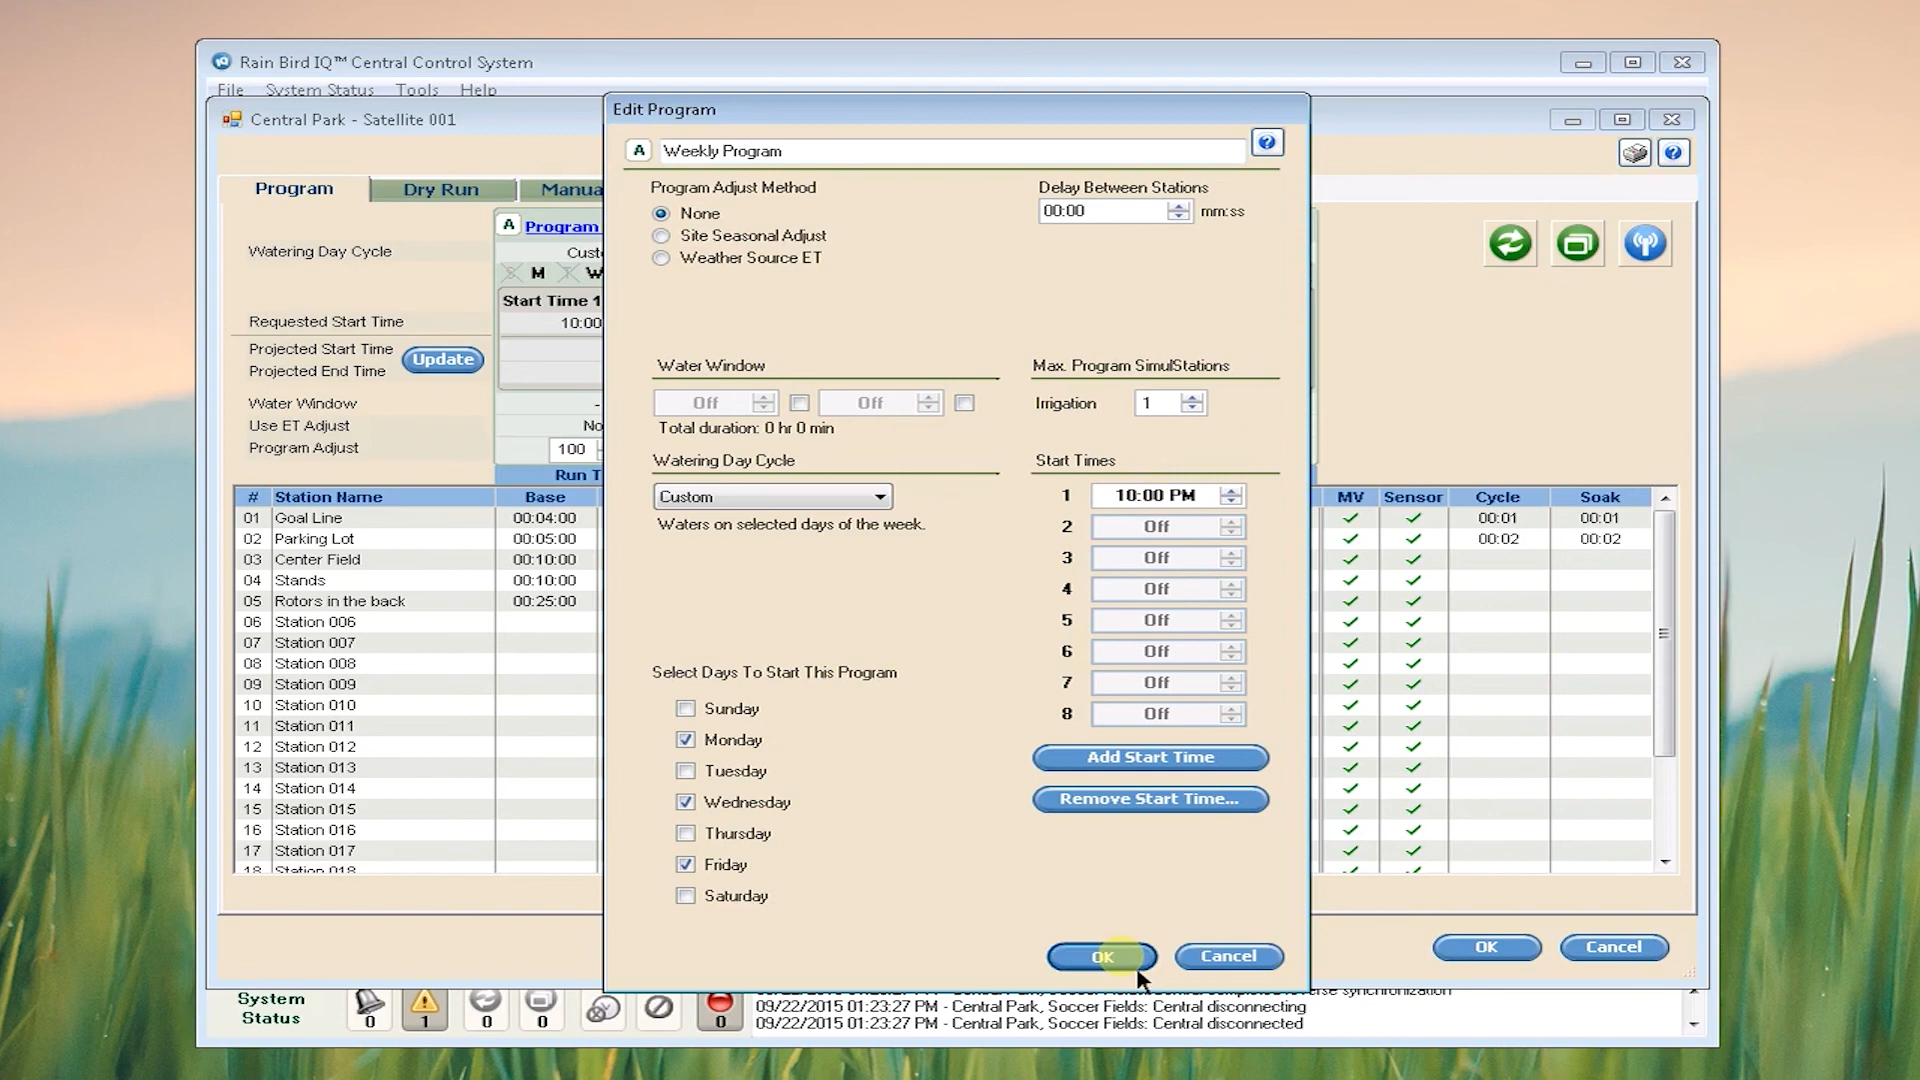 Rain Bird IQ™ Central Control System
File System Status Tools Help
Central Park - Satellite 001
Edit Program
A Weekly Program
Program Adjust Method
Delay Between Stations
None
00:00 mm:ss
Site Seasonal Adjust
Weather Source ET
Program Dry Run
A Program
Watering Day Cycle
S M T W
Start Time 1
Requested Start Time 10:00
Projected Start Time
Projected End Time
Update
Water Window -
Use ET Adjust No
Program Adjust 100
Water Window
Max. Program SimulStations
Off Off
Irrigation 1
Total duration: 0 hr 0 min
Watering Day Cycle
Start Times
Custom
Waters on selected days of the week.
1 10:00 PM
2 Off
3 Off
4 Off
5 Off
6 Off
7 Off
8 Off
Select Days To Start This Program
Sunday
Monday
Tuesday
Wednesday
Thursday
Friday
Saturday
Add Start Time
Remove Start Time...
OK Cancel
# Station Name Base MV Sensor Cycle Soak
01 Goal Line 00:04:00 00:01 00:01
02 Parking Lot 00:05:00 00:02 00:02
03 Center Field 00:10:00
04 Stands 00:10:00
05 Rotors in the back 00:25:00
06 Station 006
07 Station 007
08 Station 008
09 Station 009
10 Station 010
11 Station 011
12 Station 012
13 Station 013
14 Station 014
15 Station 015
16 Station 016
17 Station 017
18 Station 018
OK Cancel
System Status
0 1 0 0 0
09/22/2015 01:23:27 PM - Central Park, Soccer Fields: Central disconnecting
09/22/2015 01:23:27 PM - Central Park, Soccer Fields: Central disconnected